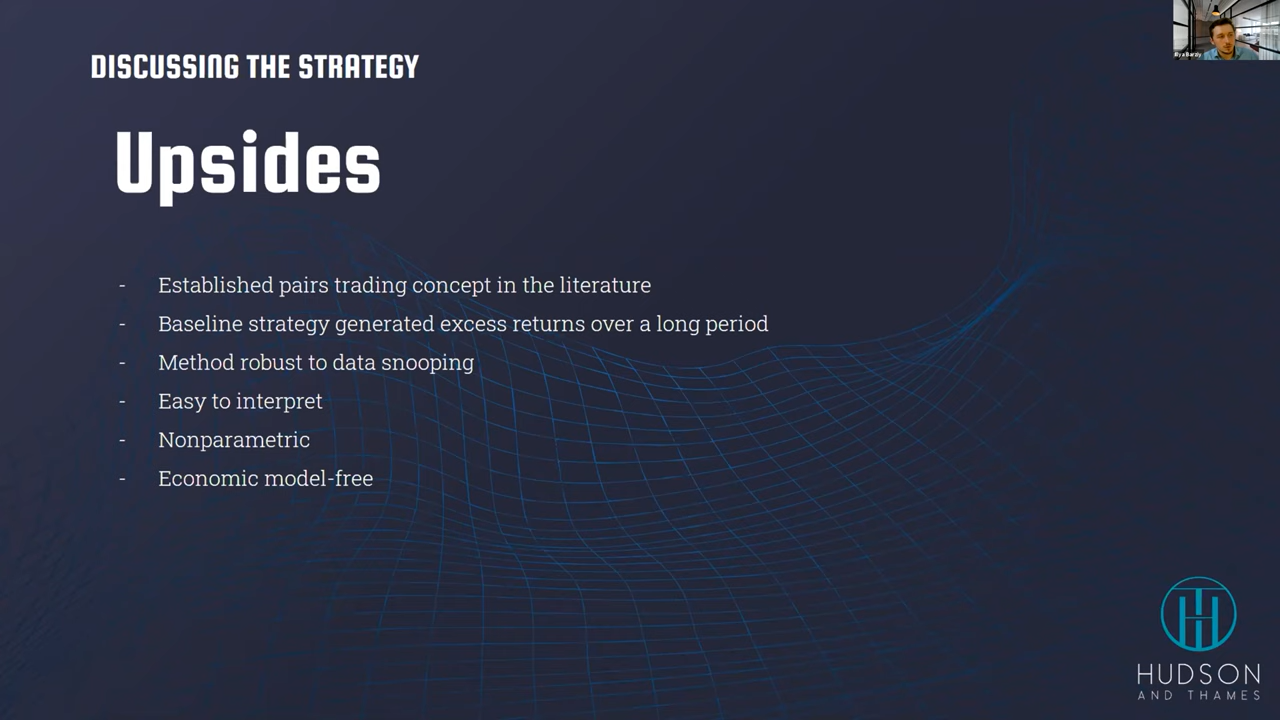 DISCUSSING THE STRATEGY
Upsides
- Established pairs trading concept in the literature
- Baseline strategy generated excess returns over a long period
- Method robust to data snooping
- Easy to interpret
- Nonparametric
- Economic model-free
HUDSON
AND THAMES